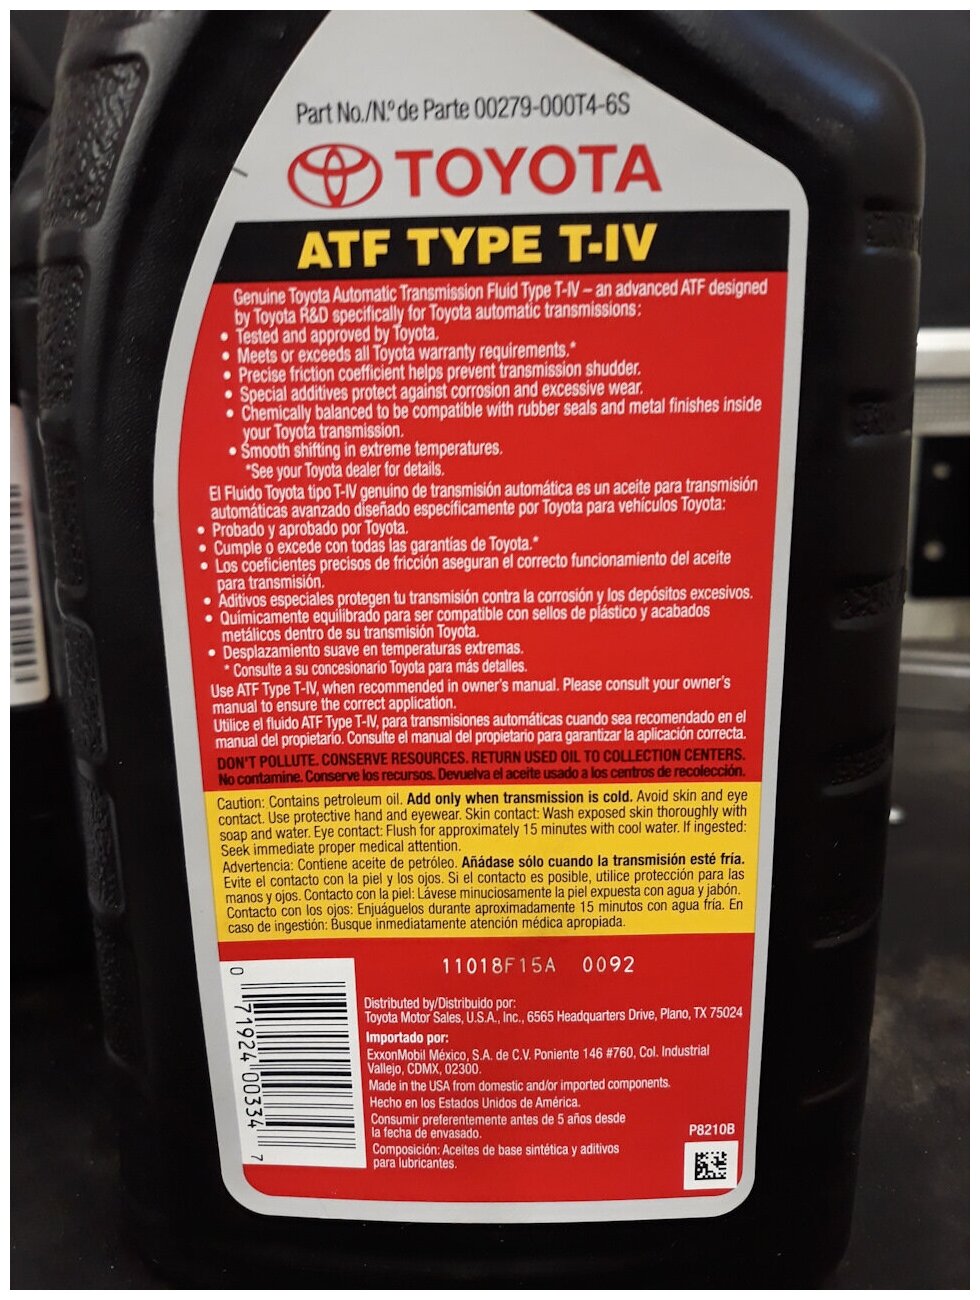 Part No./N.º de Parte 00279-000T4-6S
TOYOTA
ATF TYPE T-IV
Genuine Toyota Automatic Transmission Fluid Type T-IV – an advanced ATF designed
by Toyota R&D specifically for Toyota automatic transmissions:
• Tested and approved by Toyota.
• Meets or exceeds all Toyota warranty requirements.*
• Precise friction coefficient helps prevent transmission shudder.
• Special additives protect against corrosion and excessive wear.
• Chemically balanced to be compatible with rubber seals and metal finishes inside
your Toyota transmission.
• Smooth shifting in extreme temperatures.
*See your Toyota dealer for details.
El Fluido Toyota tipo T-IV genuino de transmisión automática es un aceite para transmisión
automáticas avanzado diseñado específicamente por Toyota para vehículos Toyota:
• Probado y aprobado por Toyota.
• Cumple o excede con todas las garantías de Toyota.*
• Los coeficientes precisos de fricción aseguran el correcto funcionamiento del aceite
para transmisión.
• Aditivos especiales protegen tu transmisión contra la corrosión y los depósitos excesivos.
• Químicamente equilibrado para ser compatible con sellos de plástico y acabados
metálicos dentro de su transmisión Toyota.
• Desplazamiento suave en temperaturas extremas.
* Consulte a su concesionario Toyota para más detalles.
Use ATF Type T-IV, when recommended in owner's manual. Please consult your owner's
manual to ensure the correct application.
Utilice el fluido ATF Type T-IV, para transmisiones automáticas cuando sea recomendado en el
manual del propietario. Consulte el manual del propietario para garantizar la aplicación correcta.
DON'T POLLUTE. CONSERVE RESOURCES. RETURN USED OIL TO COLLECTION CENTERS.
No contamine. Conserve los recursos. Devuelva el aceite usado a los centros de recolección.
Caution: Contains petroleum oil. Add only when transmission is cold. Avoid skin and eye
contact. Use protective hand and eyewear. Skin contact: Wash exposed skin thoroughly with
soap and water. Eye contact: Flush for approximately 15 minutes with cool water. If ingested:
Seek immediate proper medical attention.
Advertencia: Contiene aceite de petróleo. Añádase sólo cuando la transmisión esté fría.
Evite el contacto con la piel y los ojos. Si el contacto es posible, utilice protección para las
manos y ojos. Contacto con la piel: Lávese minuciosamente la piel expuesta con agua y jabón.
Contacto con los ojos: Enjuáguelos durante aproximadamente 15 minutos con agua fría. En
caso de ingestión: Busque inmediatamente atención médica apropiada.
11018F15A 0092
0 71924 00334 7
Distributed by/Distribuido por:
Toyota Motor Sales, U.S.A., Inc., 6565 Headquarters Drive, Plano, TX 75024
Importado por:
ExxonMobil México, S.A. de C.V. Poniente 146 #760, Col. Industrial
Vallejo, CDMX, 02300.
Made in the USA from domestic and/or imported components.
Hecho en los Estados Unidos de América.
Consumir preferentemente antes de 5 años desde
la fecha de envasado.
Composición: Aceites de base sintética y aditivos
para lubricantes.
P8210B